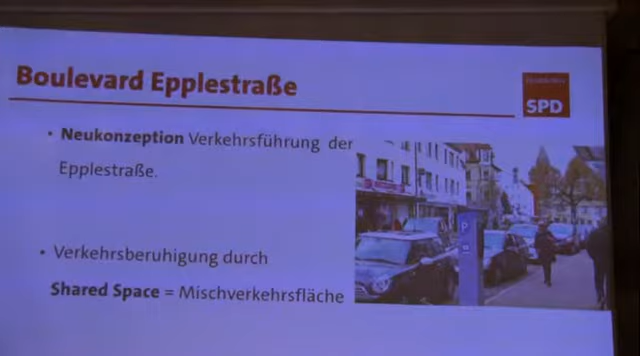 Boulevard Epplestraße
SPD
• Neukonzeption Verkehrsführung der
Epplestraße.
P
• Verkehrsberuhigung durch
Shared Space = Mischverkehrsfläche